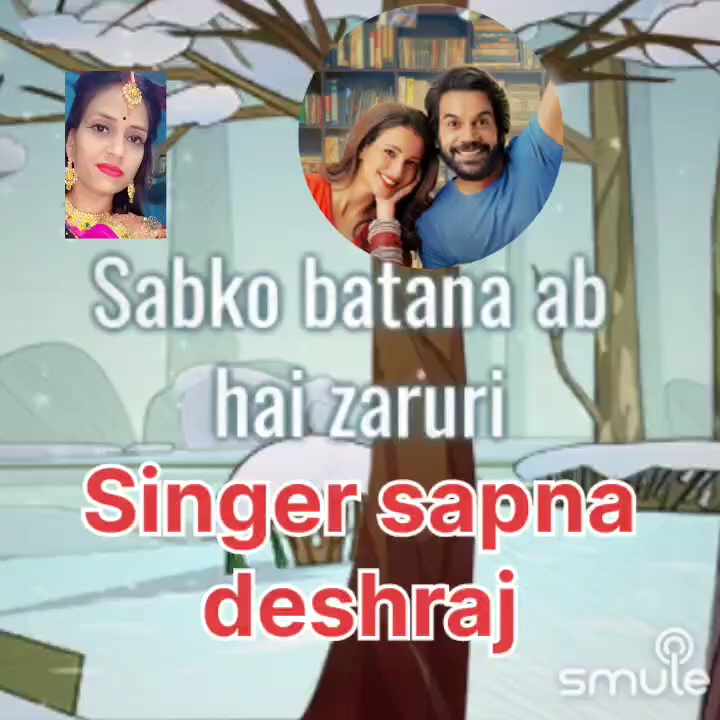 Sabko batana ab
hai zaruri
Singer sapna
deshraj
smule